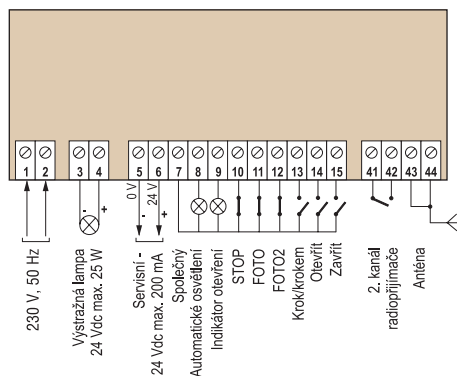 1 2 3 4 5 6 7 8 9 10 11 12 13 14 15 41 42 43 44
- +
0 V
-
24 V
+
230 V, 50 Hz
Výstražná lampa
24 Vdc max. 25 W
Servisní -
24 Vdc max. 200 mA
Společný
Automatické osvětlení
Indikátor otevření
STOP
FOTO
FOTO2
Krok/krokem
Otevřít
Zavřít
2. kanál
radiopřijímače
Anténa